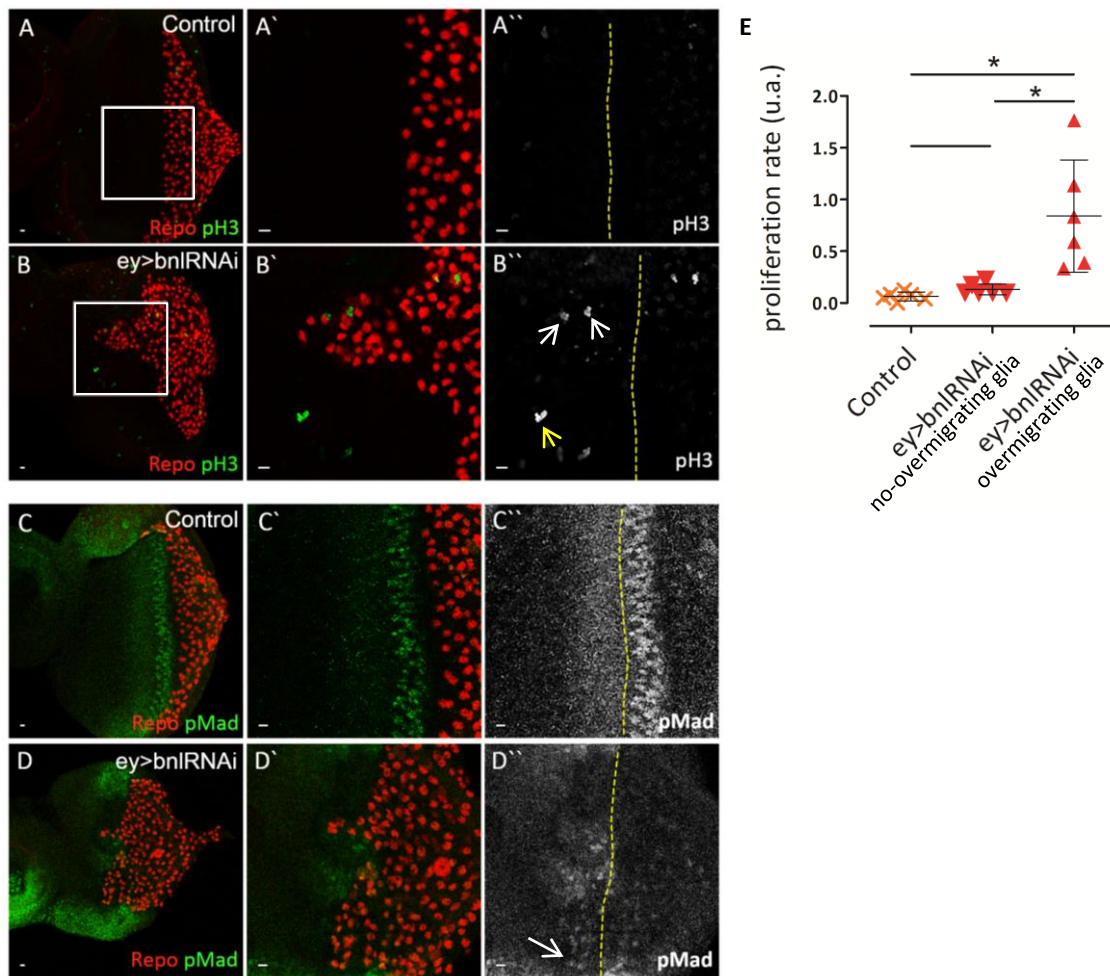 A Control
Repo pH3
A`
A``
pH3
B ey>bnlRNAi
Repo pH3
B`
B``
pH3
C Control
Repo pMad
C`
C``
pMad
D ey>bnlRNAi
Repo pMad
D`
D``
pMad
E
proliferation rate (u.a.)
2.0
1.5
1.0
0.5
0.0
*
*
Control
ey>bnlRNAi
no-overmigrating glia
ey>bnlRNAi
overmigrating glia